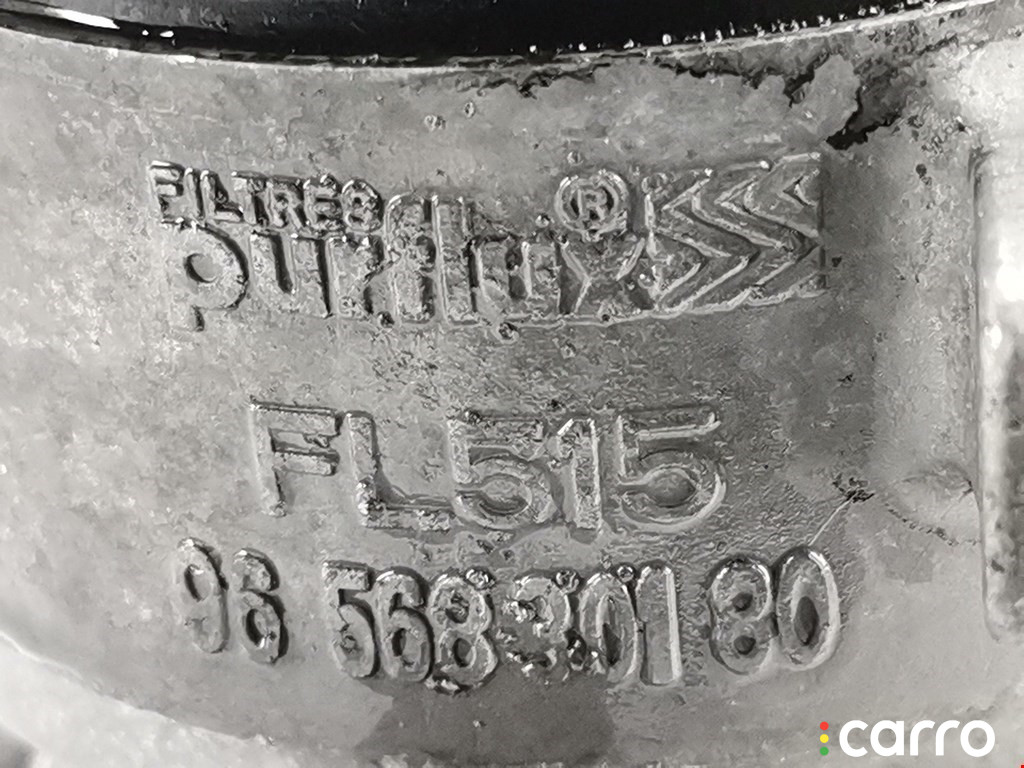 FILTRES
purflux®
FL515
96 568 301 80
carro